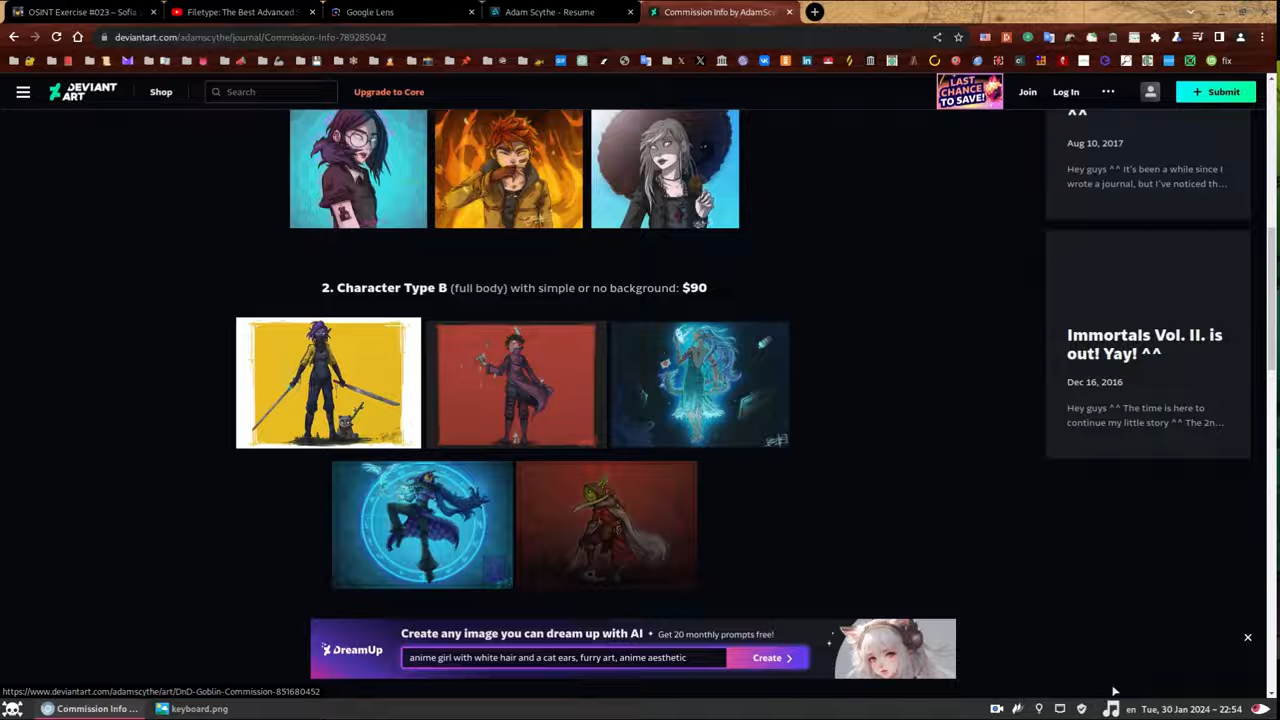 OSINT Exercise #023 – Sofia
Filetype: The Best Advanced S
Google Lens
Adam Scythe - Resume
Commission Info by AdamSc
deviantart.com/adamscythe/journal/Commission-Info-789285042
fix
DEVIANT ART
Shop
Search
Upgrade to Core
LAST CHANCE TO SAVE!
Join
Log In
Submit
^^
Aug 10, 2017
Hey guys ^^ It's been a while since I
wrote a journal, but I've noticed th...
2. Character Type B (full body) with simple or no background: $90
Immortals Vol. II. is
out! Yay! ^^
Dec 16, 2016
Hey guys ^^ The time is here to
continue my little story ^^ The 2n...
DreamUp
Create any image you can dream up with AI
Get 20 monthly prompts free!
anime girl with white hair and a cat ears, furry art, anime aesthetic
Create
https://www.deviantart.com/adamscythe/art/DnD-Goblin-Commission-851680452
Commission Info ...
keyboard.png
en
Tue, 30 Jan 2024 ~ 22:54